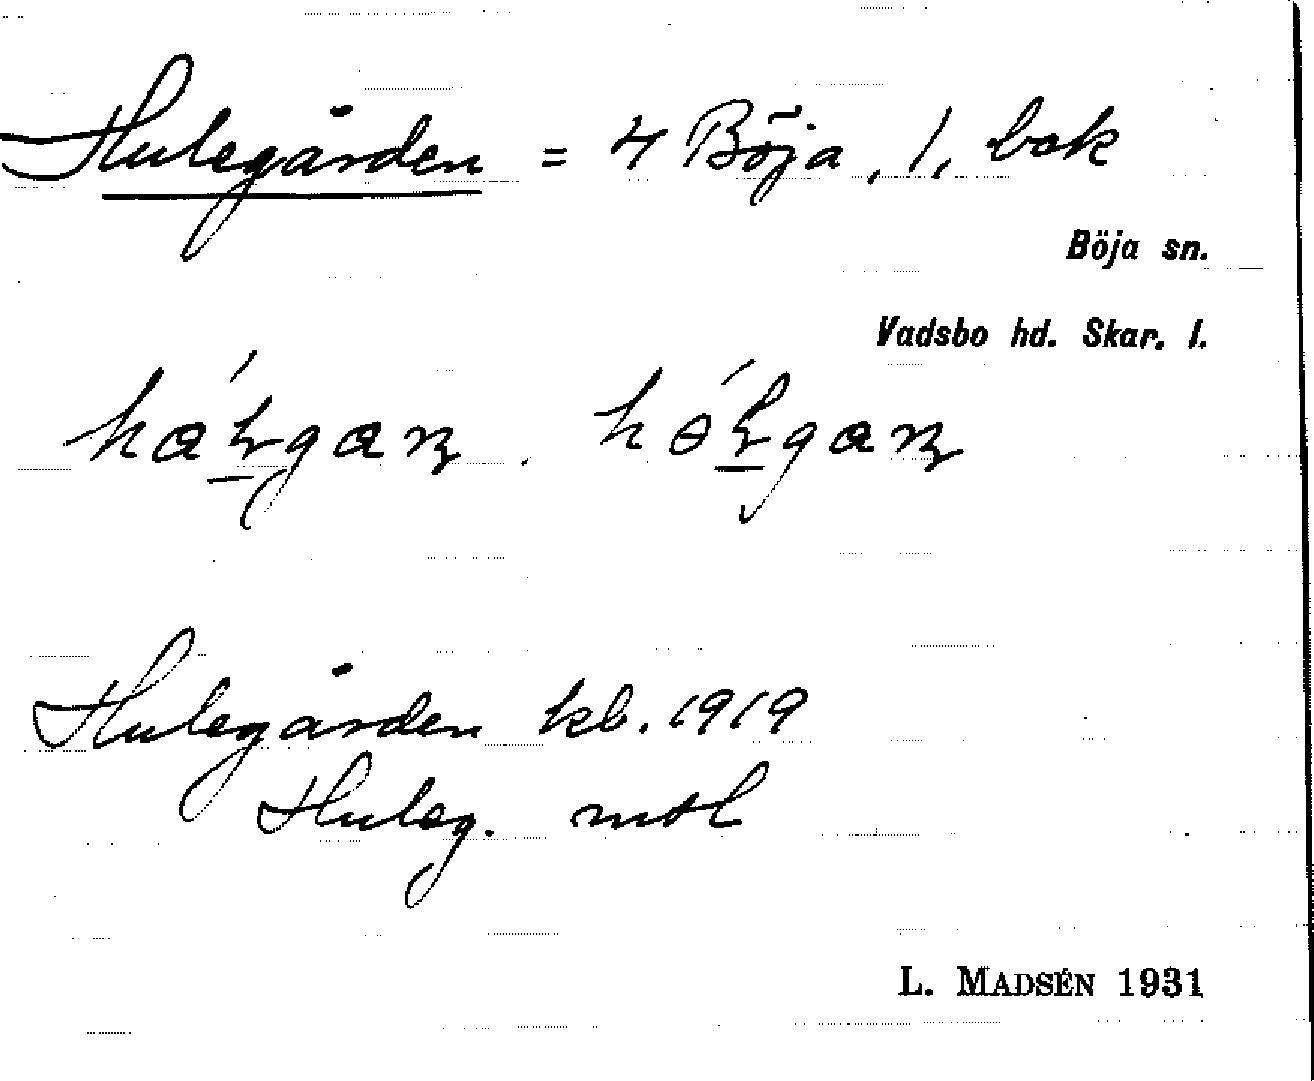 Hulegården = 4 Böja, 1, bok
Böja sn.
Vadsbo hd. Skar. l.
Hulegården kb. 1919
Huleg. mtl
L. MADSÉN 1931